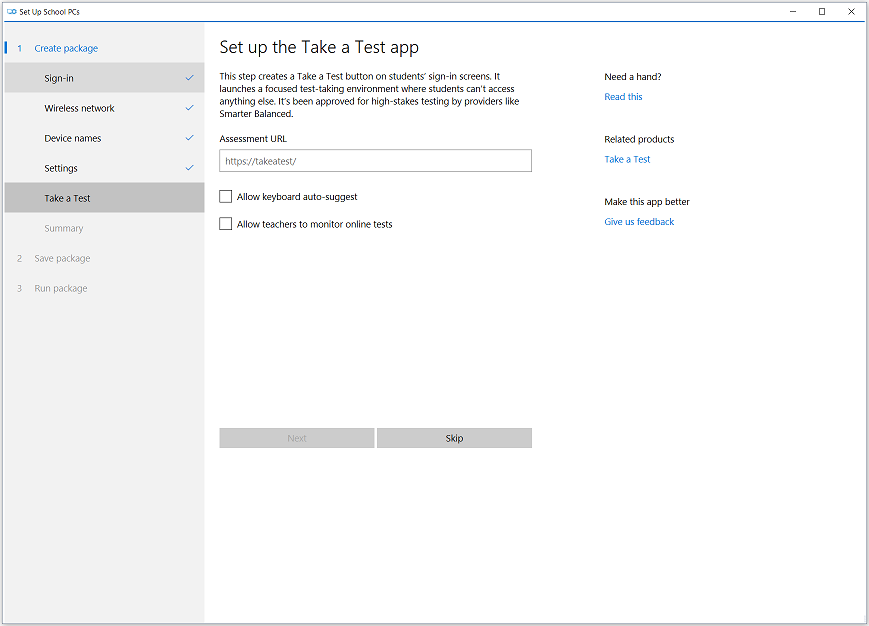 Set Up School PCs
1 Create package
Sign-in
Wireless network
Device names
Settings
Take a Test
Summary
2 Save package
3 Run package
Set up the Take a Test app
This step creates a Take a Test button on students' sign-in screens. It
launches a focused test-taking environment where students can't access
anything else. It's been approved for high-stakes testing by providers like
Smarter Balanced.
Assessment URL
https://takeatest/
Allow keyboard auto-suggest
Allow teachers to monitor online tests
Next
Skip
Need a hand?
Read this
Related products
Take a Test
Make this app better
Give us feedback